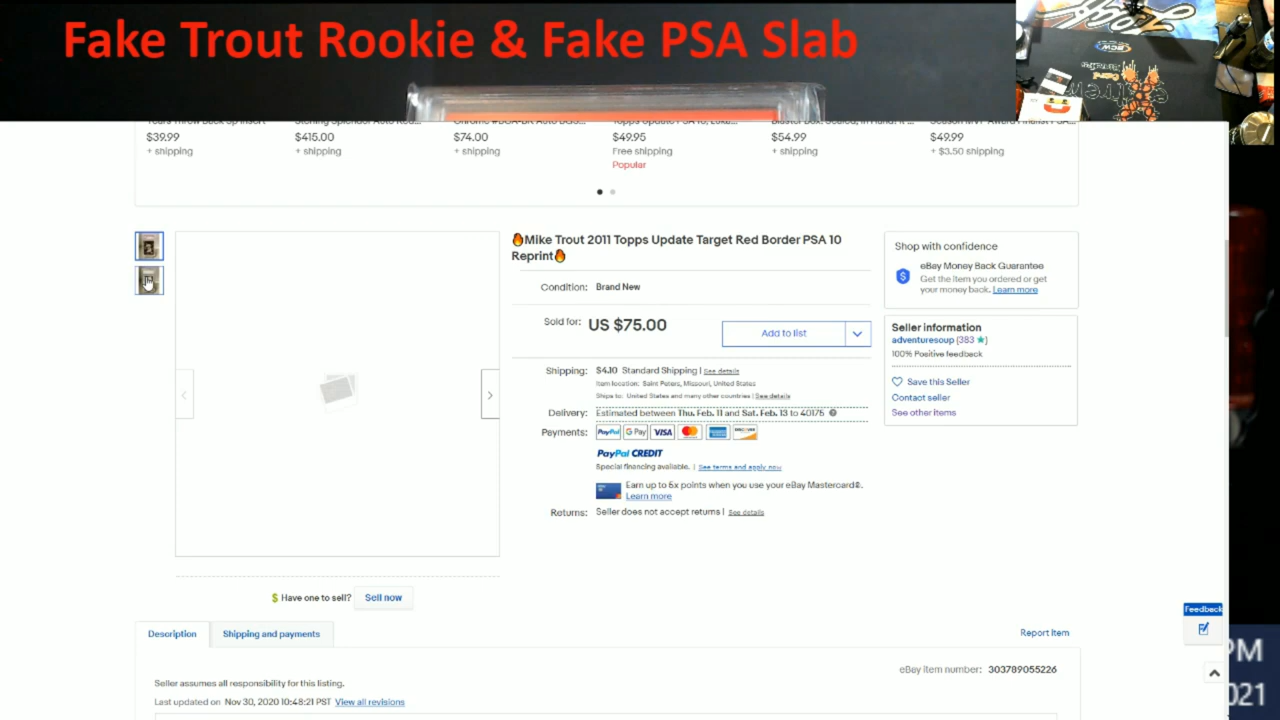 Fake Trout Rookie & Fake PSA Slab
$39.99
+ shipping
$415.00
+ shipping
$74.00
+ shipping
$49.95
Free shipping
Popular
$54.99
+ shipping
$49.99
+ $3.50 shipping
🔥Mike Trout 2011 Topps Update Target Red Border PSA 10
Reprint🔥
Condition: Brand New
Sold for: US $75.00
Add to list
Shipping: $4.10 Standard Shipping | See details
Item location: Saint Peters, Missouri, United States
Ships to: United States and many other countries | See details
Delivery: Estimated between Thu. Feb. 11 and Sat. Feb. 13 to 40175
Payments: PayPal G Pay VISA
PayPal CREDIT
Special financing available. | See terms and apply now
Earn up to 5x points when you use your eBay Mastercard®.
Learn more
Returns: Seller does not accept returns | See details
Shop with confidence
eBay Money Back Guarantee
Get the item you ordered or get
your money back. Learn more
Seller information
adventuresoup (383 ★)
100% Positive feedback
Save this Seller
Contact seller
See other items
$ Have one to sell? Sell now
Description
Shipping and payments
Report item
eBay item number: 303789055226
Seller assumes all responsibility for this listing.
Last updated on Nov 30, 2020 10:48:21 PST View all revisions
Feedback
PM
021